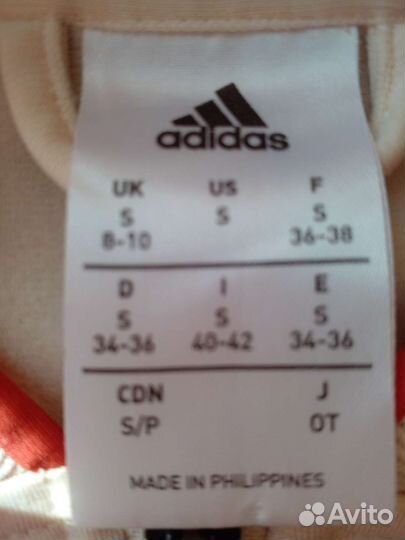 adidas
UK US F
S S S
8-10 36-38
D I E
S S S
34-36 40-42 34-36
CDN J
S/P OT
MADE IN PHILIPPINES
Avito